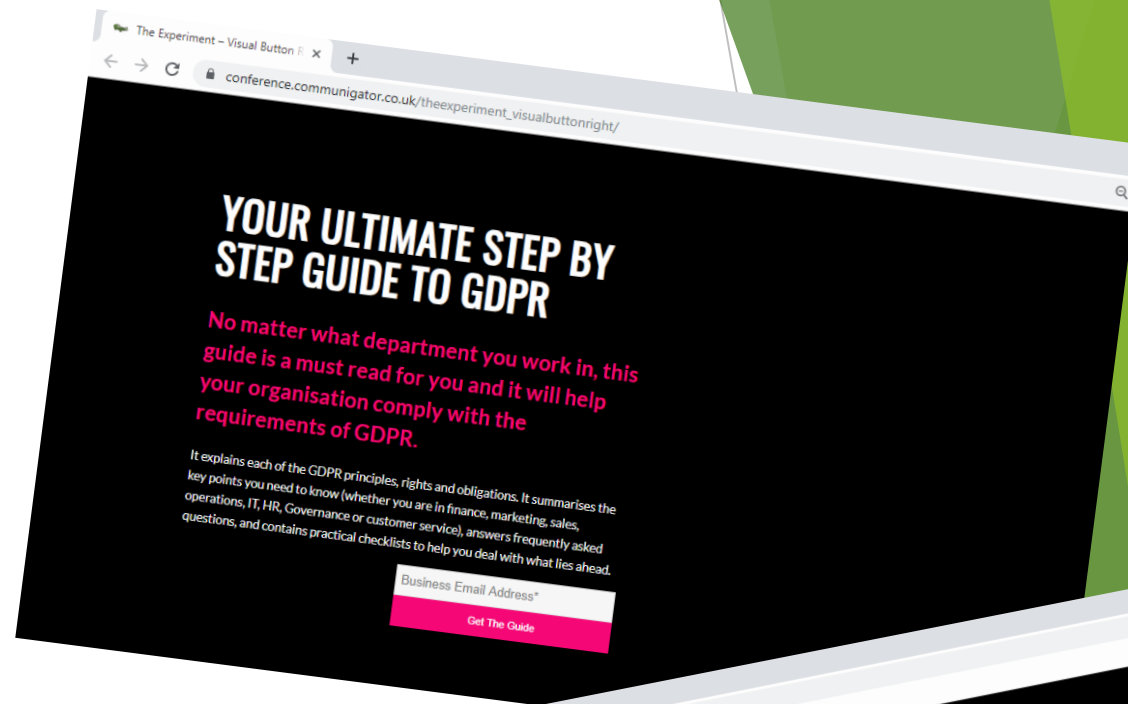 The Experiment – Visual Button R
conference.communigator.co.uk/theexperiment_visualbuttonright/
YOUR ULTIMATE STEP BY
STEP GUIDE TO GDPR
No matter what department you work in, this
guide is a must read for you and it will help
your organisation comply with the
requirements of GDPR.
It explains each of the GDPR principles, rights and obligations. It summarises the
key points you need to know (whether you are in finance, marketing, sales,
operations, IT, HR, Governance or customer service), answers frequently asked
questions, and contains practical checklists to help you deal with what lies ahead.
Business Email Address*
Get The Guide